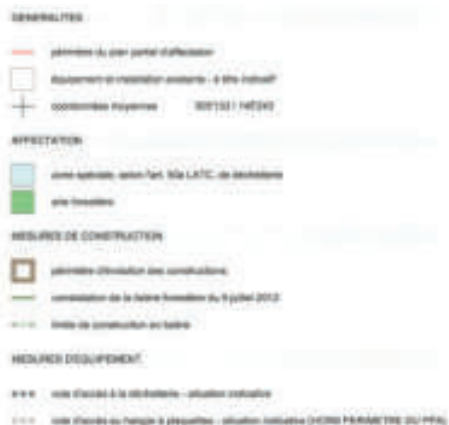 GENERALITES
périmètre du plan partiel d'affectation
équipement et installation existants - à titre indicatif
coordonnées moyennes
AFFECTATION
zone spéciale, selon l'art. 50a LATC, de déchetterie
aire forestière
MESURES DE CONSTRUCTION
périmètre d'évolution des constructions
constatation de la lisière forestière du 9 juillet 2012
limite de construction en lisière
MESURES D'EQUIPEMENT
voie d'accès à la déchetterie - situation indicative
voie d'accès au hangar à plaquettes - situation indicative (HORS PERIMETRE DU PPA)